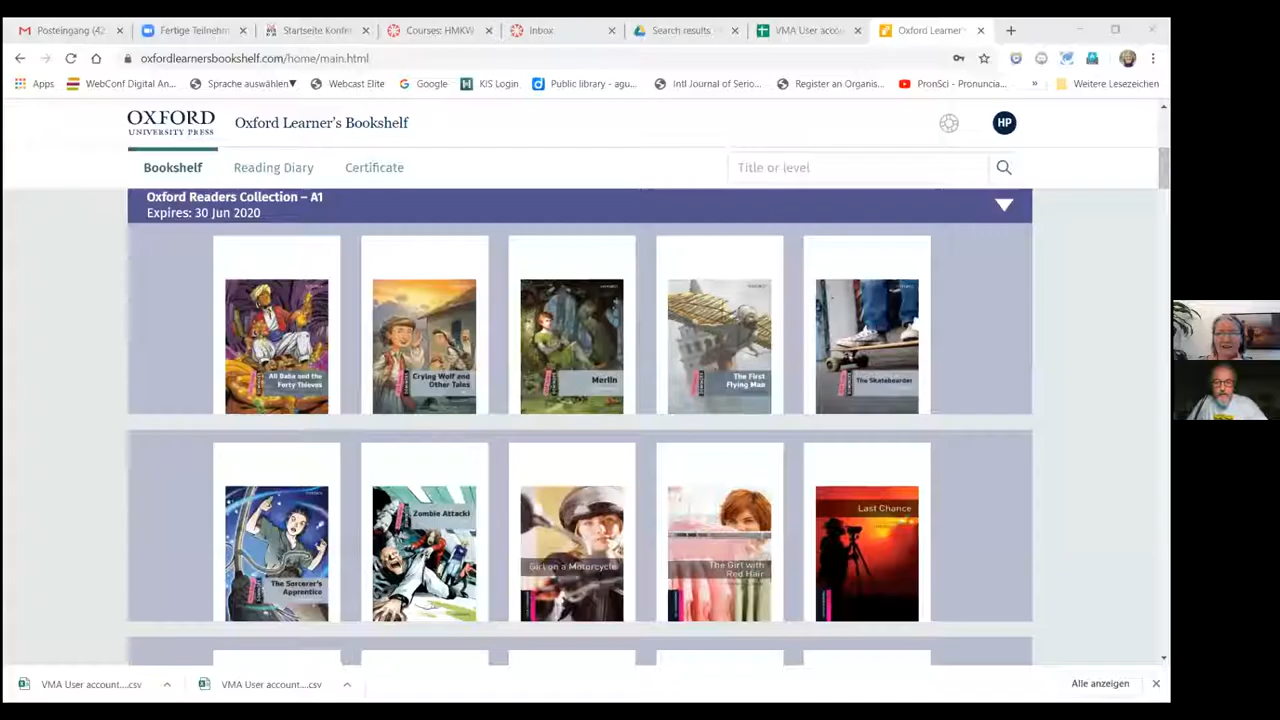 Posteingang (42
Fertige Teilnehm
Startseite Konfer
Courses: HMKW
Inbox
Search results
VMA User acco
Oxford Learner'
oxfordlearnersbookshelf.com/home/main.html
Apps
WebConf Digital An...
Sprache auswählen▼
Webcast Elite
Google
KIS Login
Public library - agu...
Intl Journal of Serio...
Register an Organis...
PronSci - Pronuncia...
»
Weitere Lesezeichen
OXFORD
UNIVERSITY PRESS
Oxford Learner's Bookshelf
HP
Bookshelf
Reading Diary
Certificate
Title or level
Oxford Readers Collection – A1
Expires: 30 Jun 2020
Ali Baba and the
Forty Thieves
Crying Wolf and
Other Tales
Merlin
The First
Flying Man
The Skateboarder
The Sorcerer's
Apprentice
Zombie Attack!
Girl on a Motorcycle
The Girl with
Red Hair
Last Chance
VMA User account....csv
VMA User account....csv
Alle anzeigen